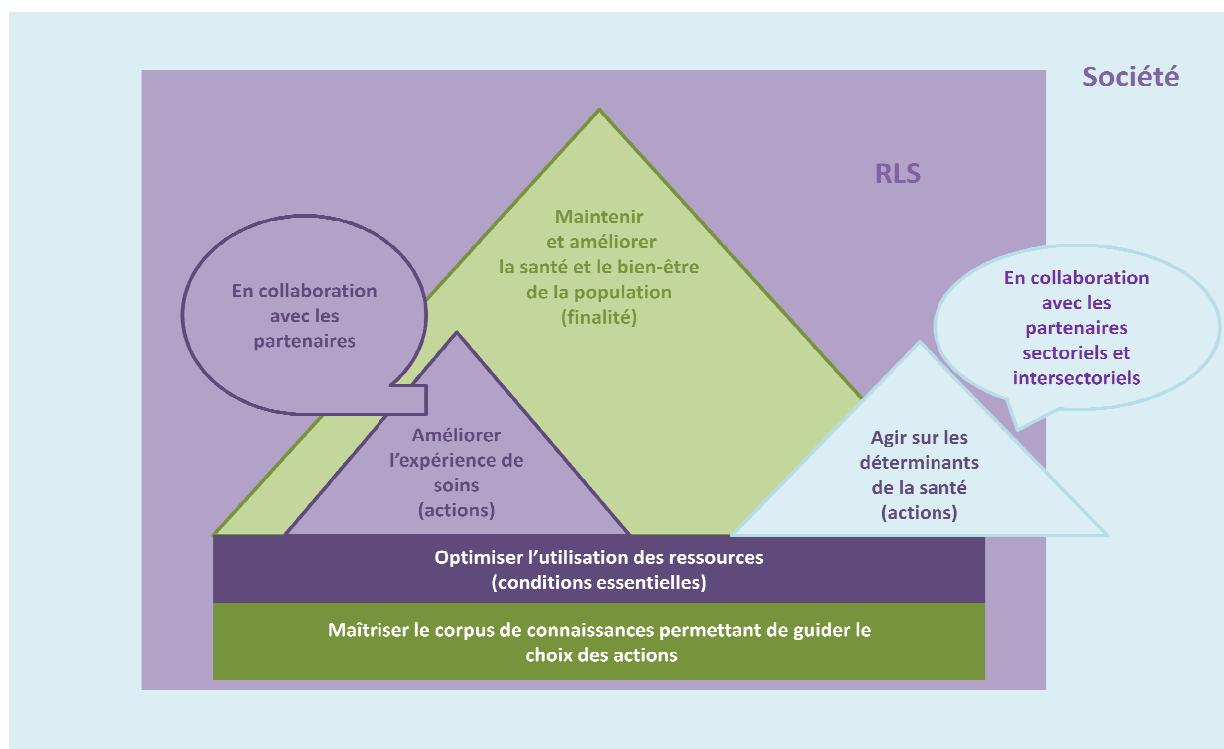 Société
RLS
Maintenir
et améliorer
la santé et le bien-être
de la population
(finalité)
En collaboration
avec les
partenaires
En collaboration
avec les
partenaires
sectoriels et
intersectoriels
Améliorer
l’expérience de
soins
(actions)
Agir sur les
déterminants
de la santé
(actions)
Optimiser l’utilisation des ressources
(conditions essentielles)
Maîtriser le corpus de connaissances permettant de guider le
choix des actions